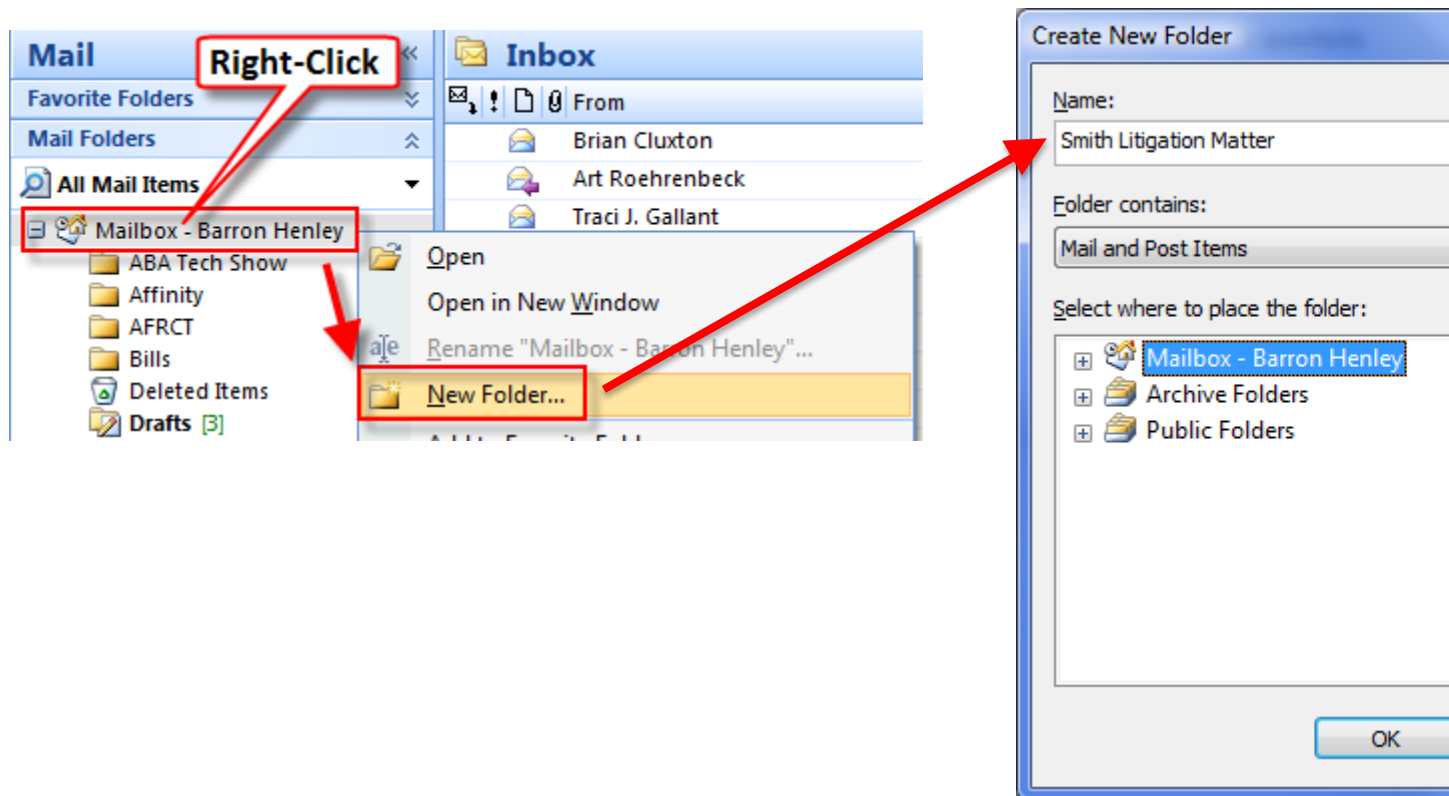 Mail
Right-Click
Favorite Folders
Mail Folders
All Mail Items
Mailbox - Barron Henley
ABA Tech Show
Affinity
AFRCT
Bills
Deleted Items
Drafts [3]
Inbox
From
Brian Cluxton
Art Roehrenbeck
Traci J. Gallant
Open
Open in New Window
Rename "Mailbox - Barron Henley"...
New Folder...
Create New Folder
Name:
Smith Litigation Matter
Folder contains:
Mail and Post Items
Select where to place the folder:
Mailbox - Barron Henley
Archive Folders
Public Folders
OK